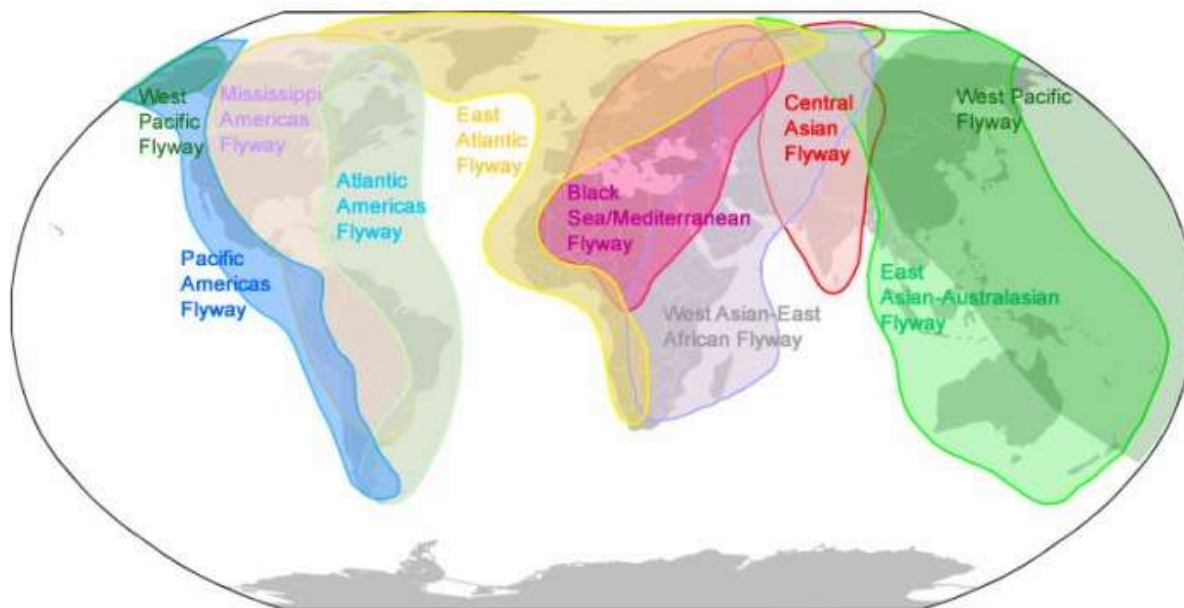 West
Pacific
Flyway
Mississippi
Americas
Flyway
East
Atlantic
Flyway
Central
Asian
Flyway
West Pacific
Flyway
Atlantic
Americas
Flyway
Black
Sea/Mediterranean
Flyway
Pacific
Americas
Flyway
West Asian-East
African Flyway
East
Asian-Australasian
Flyway